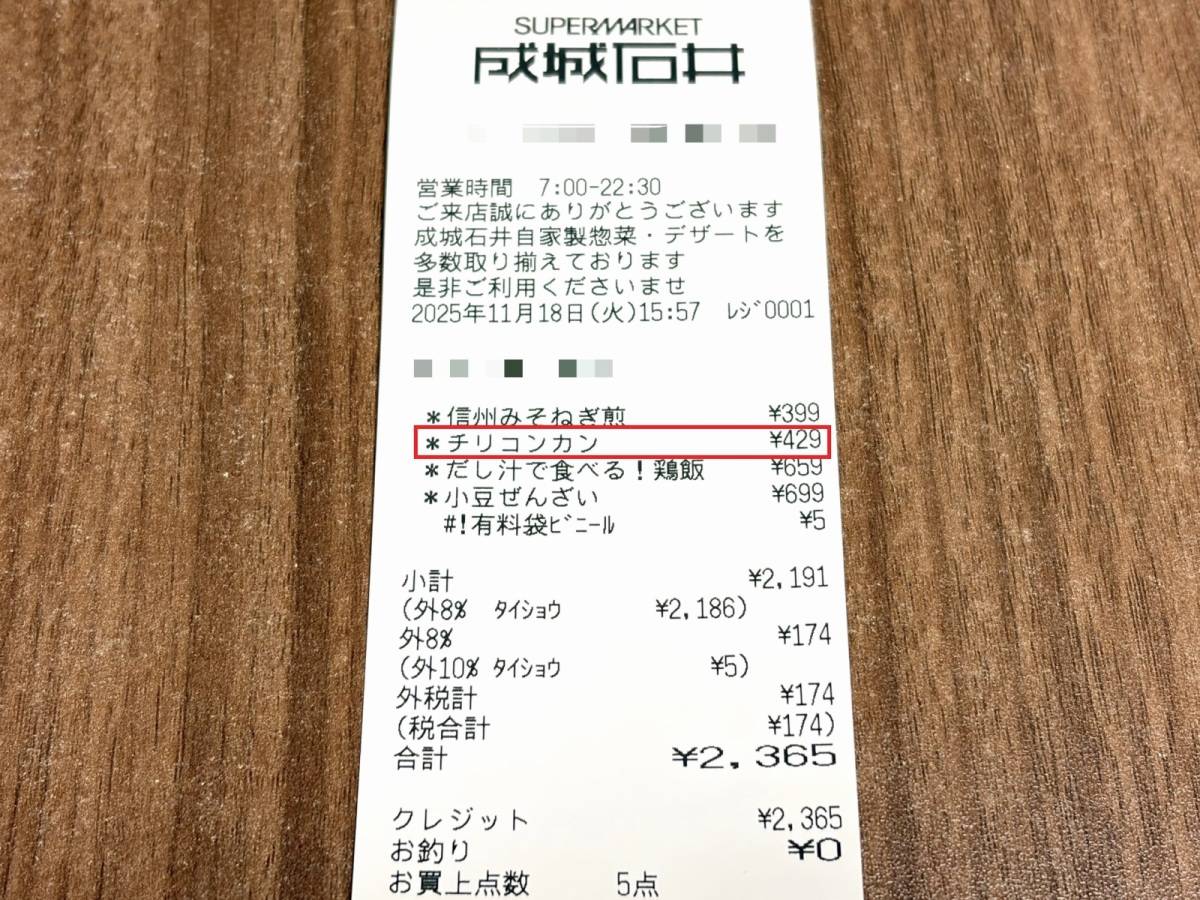 SUPERMARKET
成城石井
営業時間 7:00-22:30
ご来店誠にありがとうございます
成城石井自家製惣菜・デザートを
多数取り揃えております
是非ご利用くださいませ
2025年11月18日(火)15:57 ﾚｼﾞ0001
*信州みそねぎ煎 ¥399
*チリコンカン ¥429
*だし汁で食べる!鶏飯 ¥659
*小豆ぜんざい ¥699
#!有料袋ﾋﾞﾆｰﾙ ¥5
小計 ¥2,191
(外8% ﾀｲｼｮｳ ¥2,186)
外8% ¥174
(外10% ﾀｲｼｮｳ ¥5)
外税計 ¥174
(税合計 ¥174)
合計 ¥2,365
クレジット ¥2,365
お釣り ¥0
お買上点数 5点